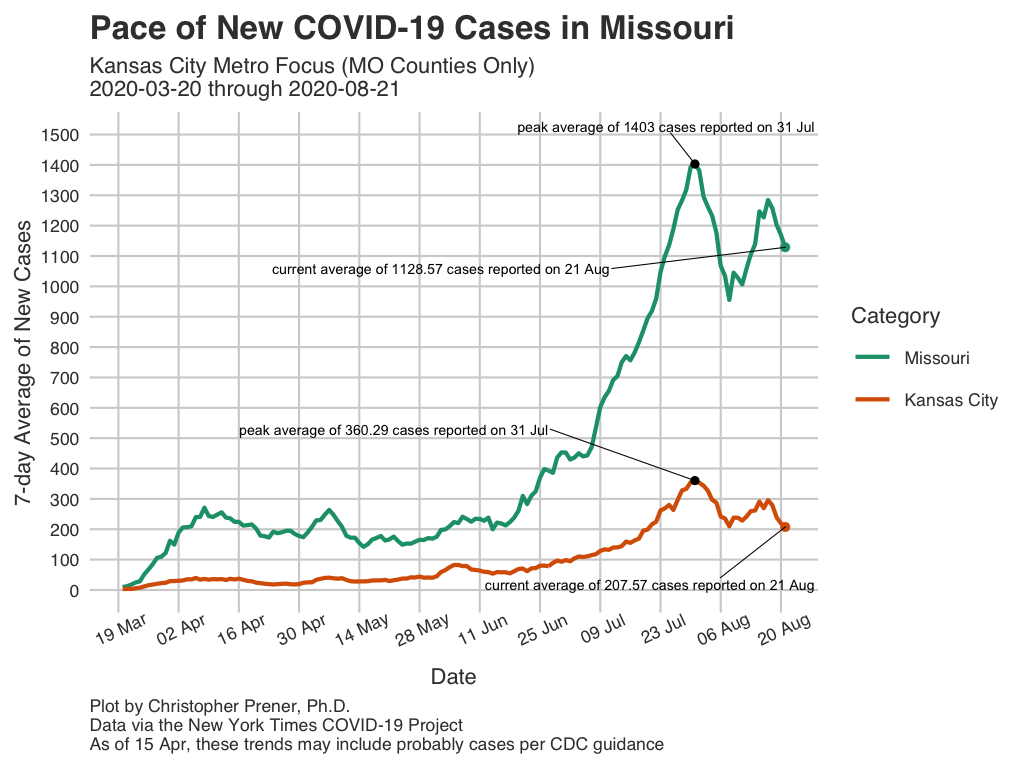 Pace of New COVID-19 Cases in Missouri
Kansas City Metro Focus (MO Counties Only)
2020-03-20 through 2020-08-21
7-day Average of New Cases
1500
1400
1300
1200
1100
1000
900
800
700
600
500
400
300
200
100
0
peak average of 1403 cases reported on 31 Jul
current average of 1128.57 cases reported on 21 Aug
peak average of 360.29 cases reported on 31 Jul
current average of 207.57 cases reported on 21 Aug
19 Mar
02 Apr
16 Apr
30 Apr
14 May
28 May
11 Jun
25 Jun
09 Jul
23 Jul
06 Aug
20 Aug
Date
Category
Missouri
Kansas City
Plot by Christopher Prener, Ph.D.
Data via the New York Times COVID-19 Project
As of 15 Apr, these trends may include probably cases per CDC guidance